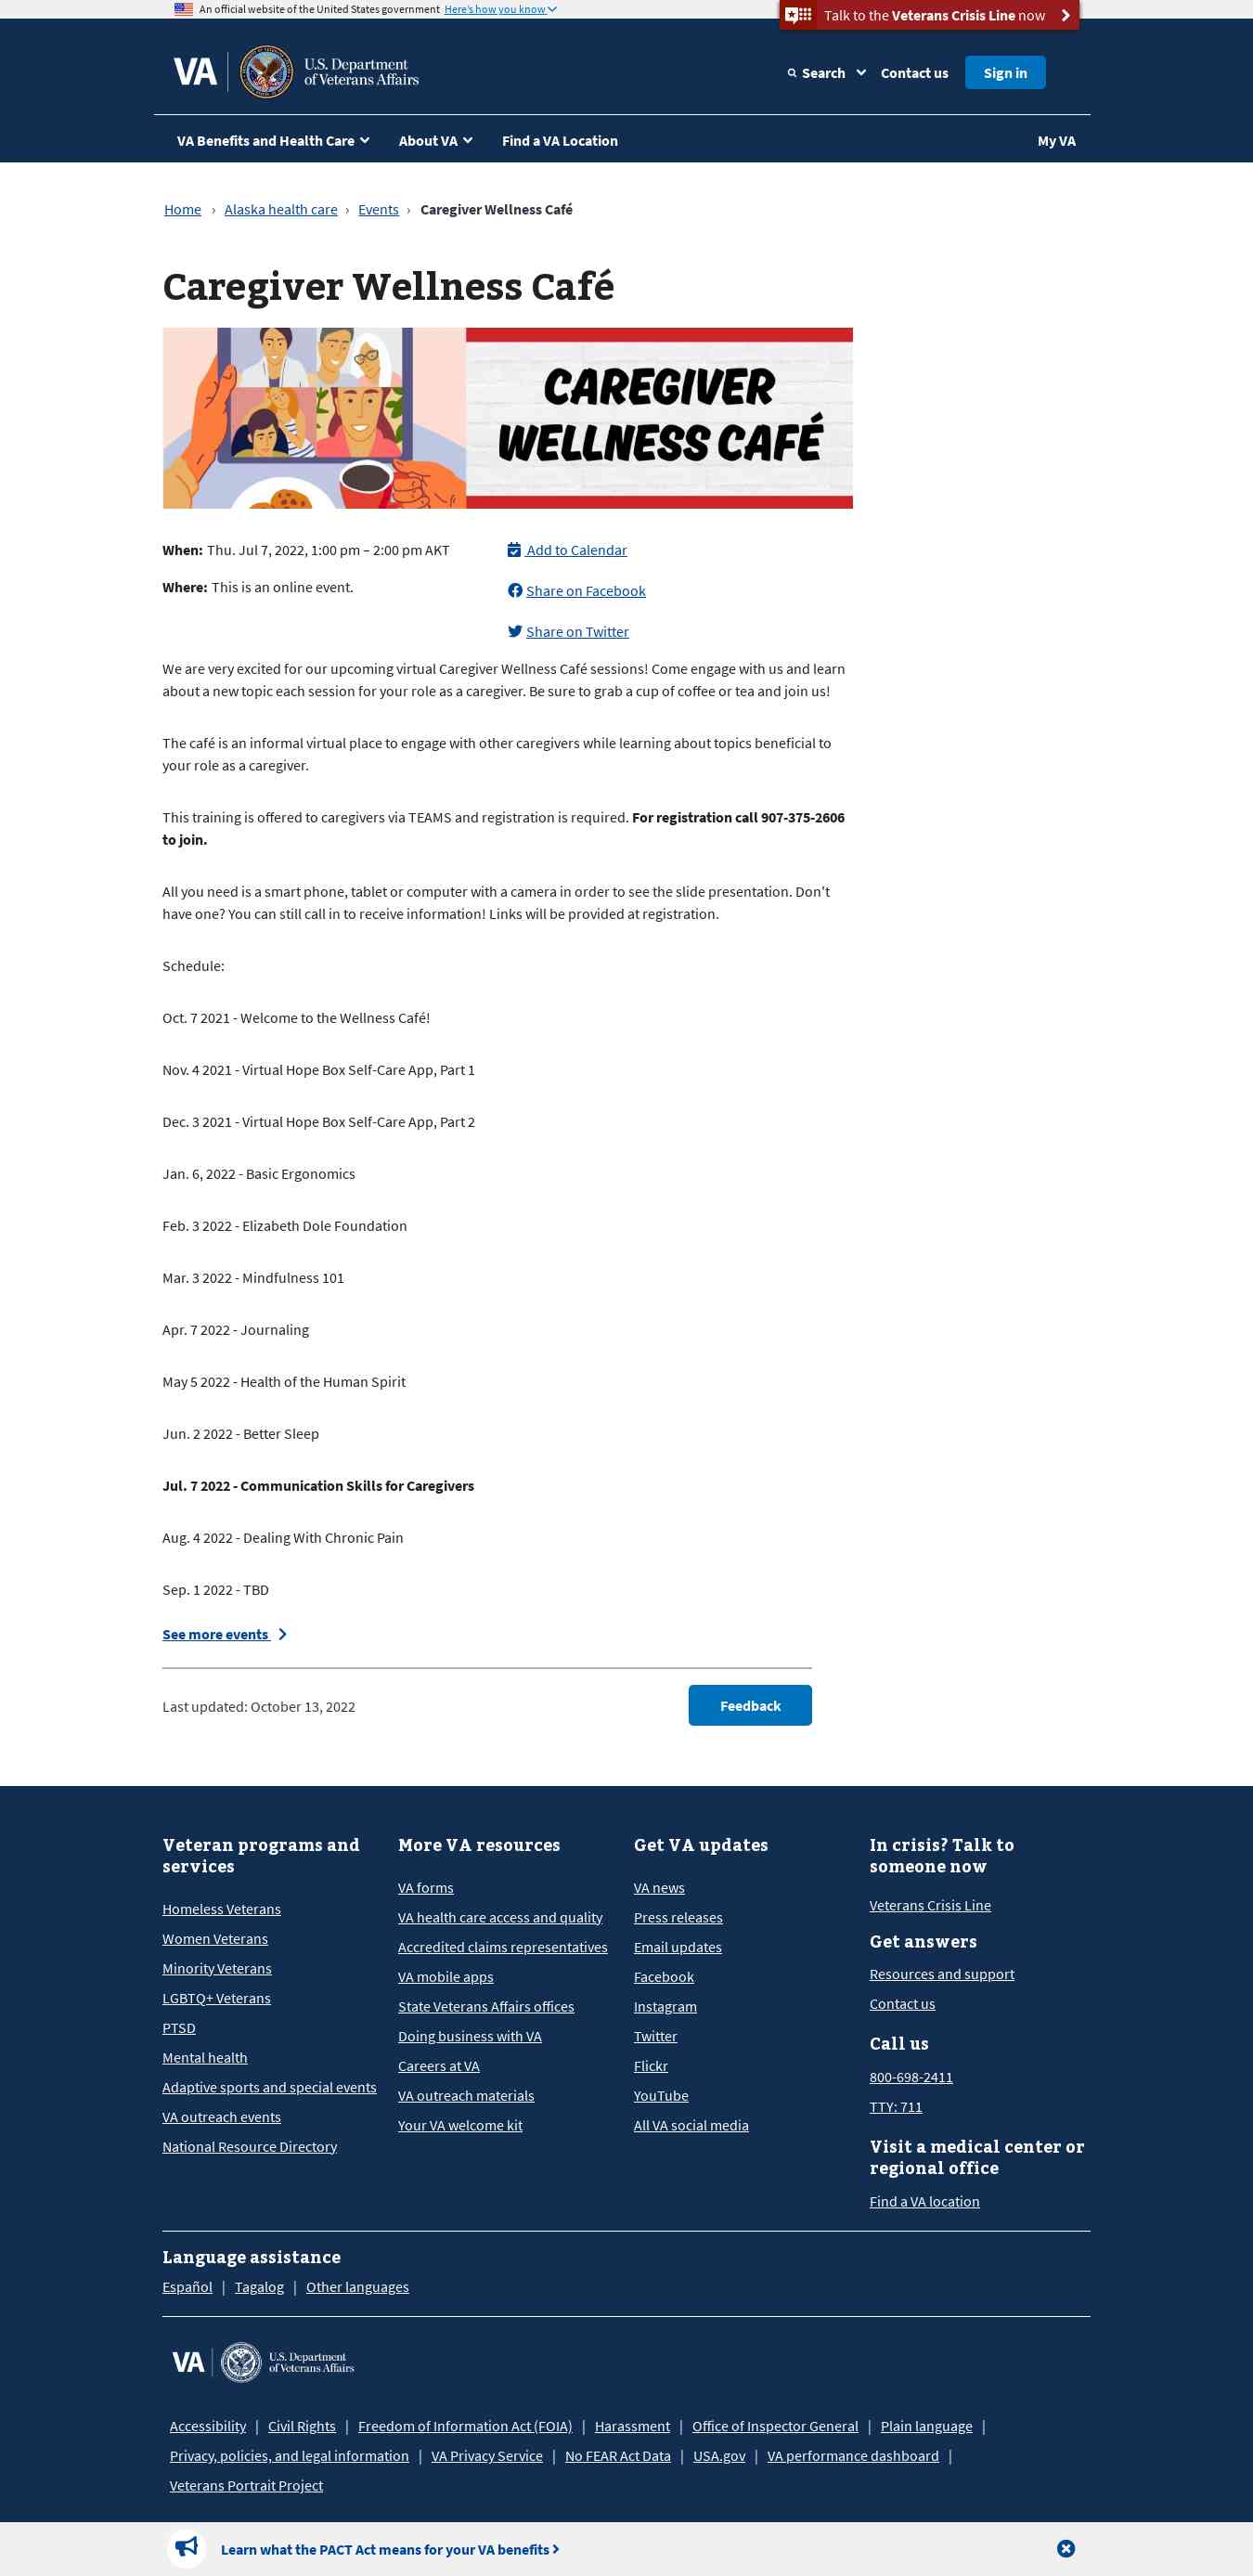 An official website of the United States government Here's how you know
Talk to the Veterans Crisis Line now
VA U.S. Department
of Veterans Affairs
Search Contact us Sign in
VA Benefits and Health Care About VA Find a VA Location My VA
Home › Alaska health care › Events › Caregiver Wellness Café
Caregiver Wellness Café
CAREGIVER
WELLNESS CAFÉ
When: Thu. Jul 7, 2022, 1:00 pm – 2:00 pm AKT
Add to Calendar
Where: This is an online event.
Share on Facebook
Share on Twitter
We are very excited for our upcoming virtual Caregiver Wellness Café sessions! Come engage with us and learn
about a new topic each session for your role as a caregiver. Be sure to grab a cup of coffee or tea and join us!
The café is an informal virtual place to engage with other caregivers while learning about topics beneficial to
your role as a caregiver.
This training is offered to caregivers via TEAMS and registration is required. For registration call 907-375-2606
to join.
All you need is a smart phone, tablet or computer with a camera in order to see the slide presentation. Don't
have one? You can still call in to receive information! Links will be provided at registration.
Schedule:
Oct. 7 2021 - Welcome to the Wellness Café!
Nov. 4 2021 - Virtual Hope Box Self-Care App, Part 1
Dec. 3 2021 - Virtual Hope Box Self-Care App, Part 2
Jan. 6, 2022 - Basic Ergonomics
Feb. 3 2022 - Elizabeth Dole Foundation
Mar. 3 2022 - Mindfulness 101
Apr. 7 2022 - Journaling
May 5 2022 - Health of the Human Spirit
Jun. 2 2022 - Better Sleep
Jul. 7 2022 - Communication Skills for Caregivers
Aug. 4 2022 - Dealing With Chronic Pain
Sep. 1 2022 - TBD
See more events
Last updated: October 13, 2022
Feedback
Veteran programs and
services
Homeless Veterans
Women Veterans
Minority Veterans
LGBTQ+ Veterans
PTSD
Mental health
Adaptive sports and special events
VA outreach events
National Resource Directory
More VA resources
VA forms
VA health care access and quality
Accredited claims representatives
VA mobile apps
State Veterans Affairs offices
Doing business with VA
Careers at VA
VA outreach materials
Your VA welcome kit
Get VA updates
VA news
Press releases
Email updates
Facebook
Instagram
Twitter
Flickr
YouTube
All VA social media
In crisis? Talk to
someone now
Veterans Crisis Line
Get answers
Resources and support
Contact us
Call us
800-698-2411
TTY: 711
Visit a medical center or
regional office
Find a VA location
Language assistance
Español | Tagalog | Other languages
VA U.S. Department
of Veterans Affairs
Accessibility | Civil Rights | Freedom of Information Act (FOIA) | Harassment | Office of Inspector General | Plain language |
Privacy, policies, and legal information | VA Privacy Service | No FEAR Act Data | USA.gov | VA performance dashboard |
Veterans Portrait Project
Learn what the PACT Act means for your VA benefits